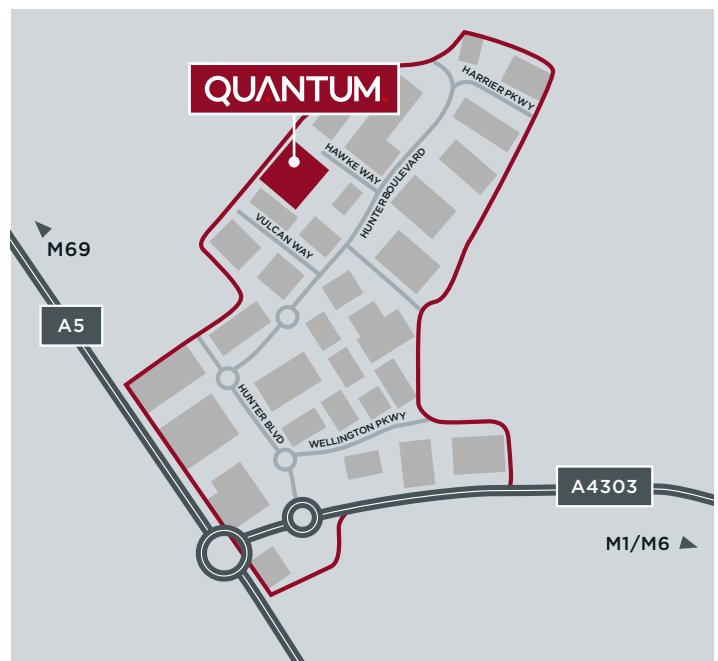 HARRIER PKWY
QUANTUM.
HAWKE WAY
HUNTER BOULEVARD
VULCAN WAY
M69
A5
HUNTER BLVD
WELLINGTON PKWY
A4303
M1/M6